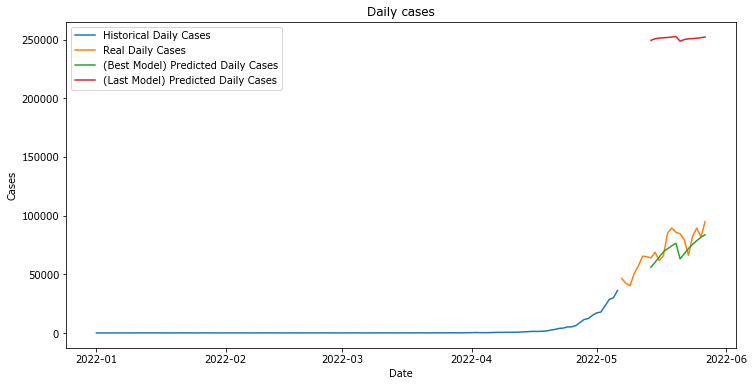 Daily cases
Historical Daily Cases
Real Daily Cases
(Best Model) Predicted Daily Cases
(Last Model) Predicted Daily Cases
250000
200000
150000
100000
50000
0
Cases
2022-01 2022-02 2022-03 2022-04 2022-05 2022-06
Date